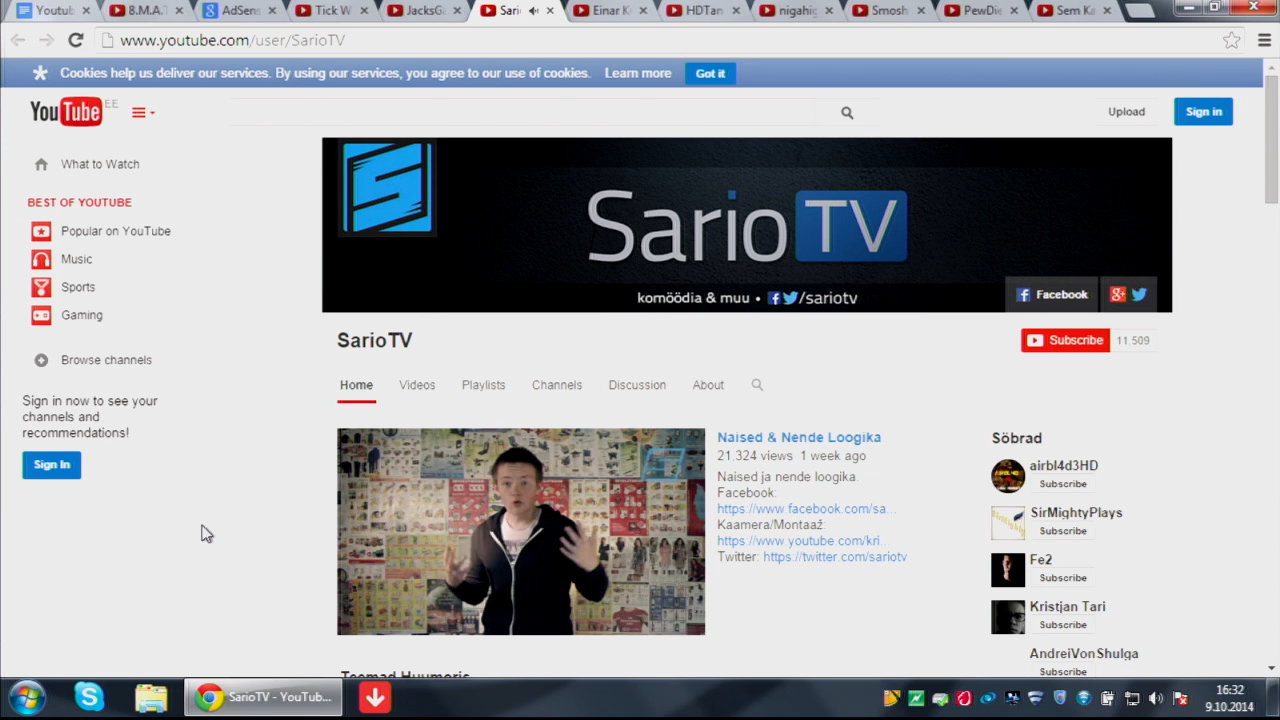 Youtub
8.M.A.
AdSens
Tick W
JacksGa
Sari
Einar K
HDTan
nigahig
Smosh
PewDie
Sem Ka
www.youtube.com/user/SarioTV
Cookies help us deliver our services. By using our services, you agree to our use of cookies. Learn more Got it
YouTube EE
Upload Sign in
What to Watch
BEST OF YOUTUBE
Popular on YouTube
Music
Sports
Gaming
Browse channels
Sign in now to see your
channels and
recommendations!
Sign In
SarioTV
komöödia & muu • /sariotv
Facebook
SarioTV
Subscribe 11.509
Home Videos Playlists Channels Discussion About
Naised & Nende Loogika
21,324 views 1 week ago
Naised ja nende loogika.
Facebook:
https://www.facebook.com/sa...
Kaamera/Montaaž:
https://www.youtube.com/kri...
Twitter: https://twitter.com/sariotv
Sõbrad
airbl4d3HD
Subscribe
SirMightyPlays
Subscribe
Fe2
Subscribe
Kristjan Tari
Subscribe
AndreiVonShulga
Subscribe
Teemad Huumoris
SarioTV - YouTub...
16:32
9.10.2014